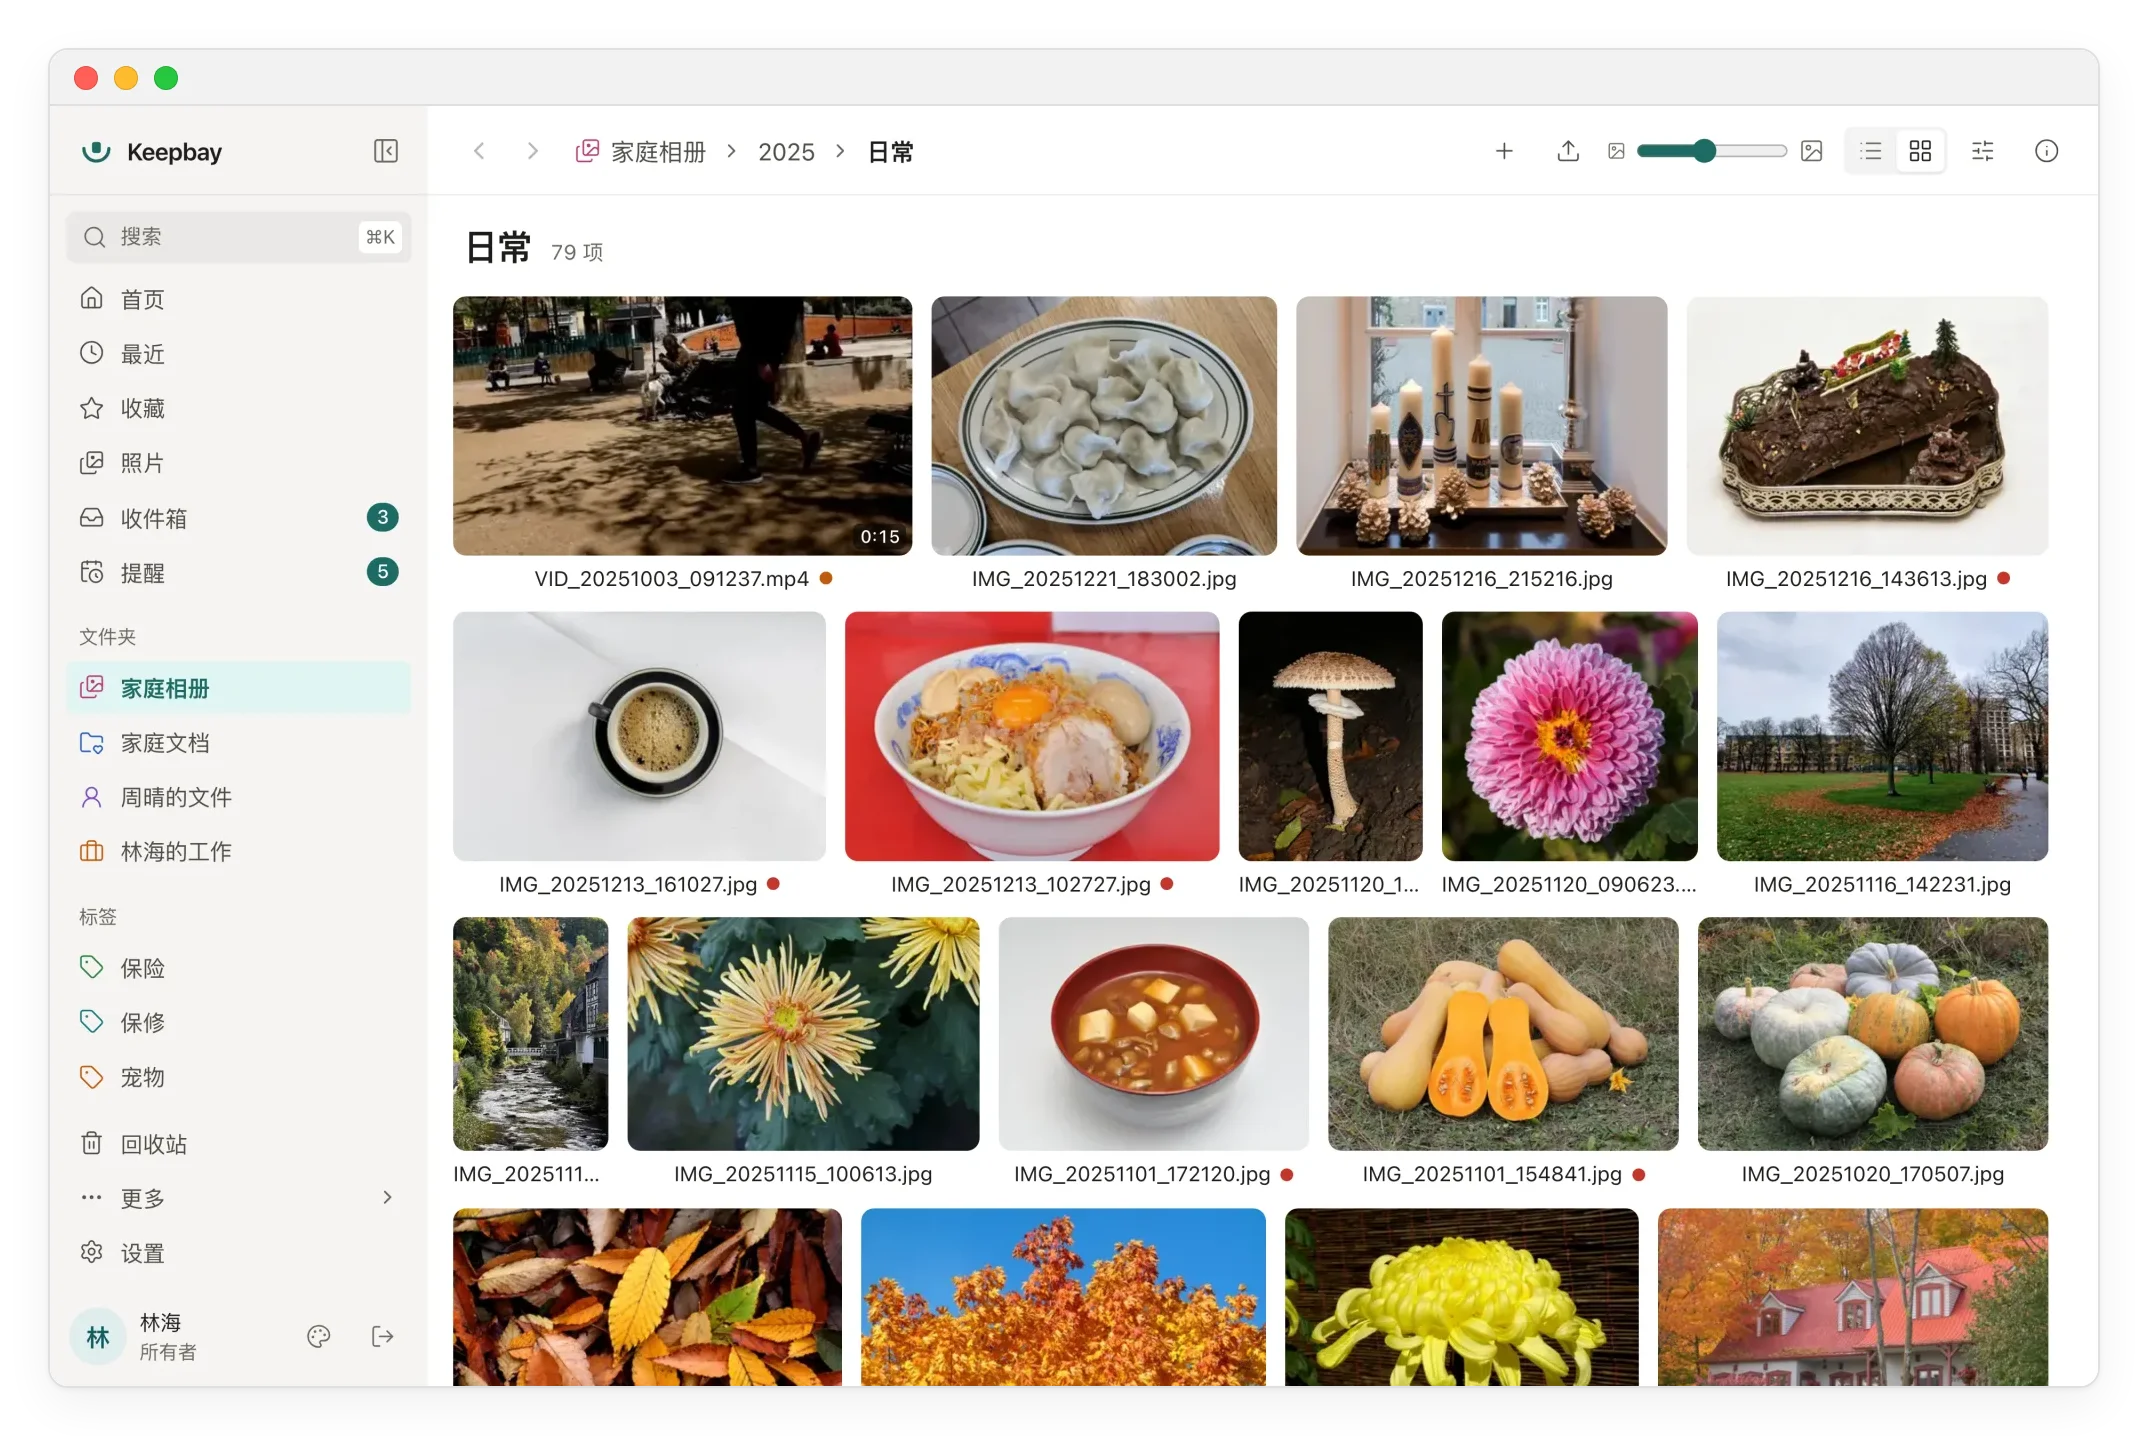 Keepbay
搜索
⌘K
首页
最近
收藏
照片
收件箱
3
提醒
5
文件夹
家庭相册
家庭文档
周晴的文件
林海的工作
标签
保险
保修
宠物
回收站
更多
设置
林
林海
所有者
家庭相册 2025 日常
日常 79 项
0:15
VID_20251003_091237.mp4
IMG_20251221_183002.jpg
IMG_20251216_215216.jpg
IMG_20251216_143613.jpg
IMG_20251213_161027.jpg
IMG_20251213_102727.jpg
IMG_20251120_1...
IMG_20251120_090623....
IMG_20251116_142231.jpg
IMG_2025111...
IMG_20251115_100613.jpg
IMG_20251101_172120.jpg
IMG_20251101_154841.jpg
IMG_20251020_170507.jpg